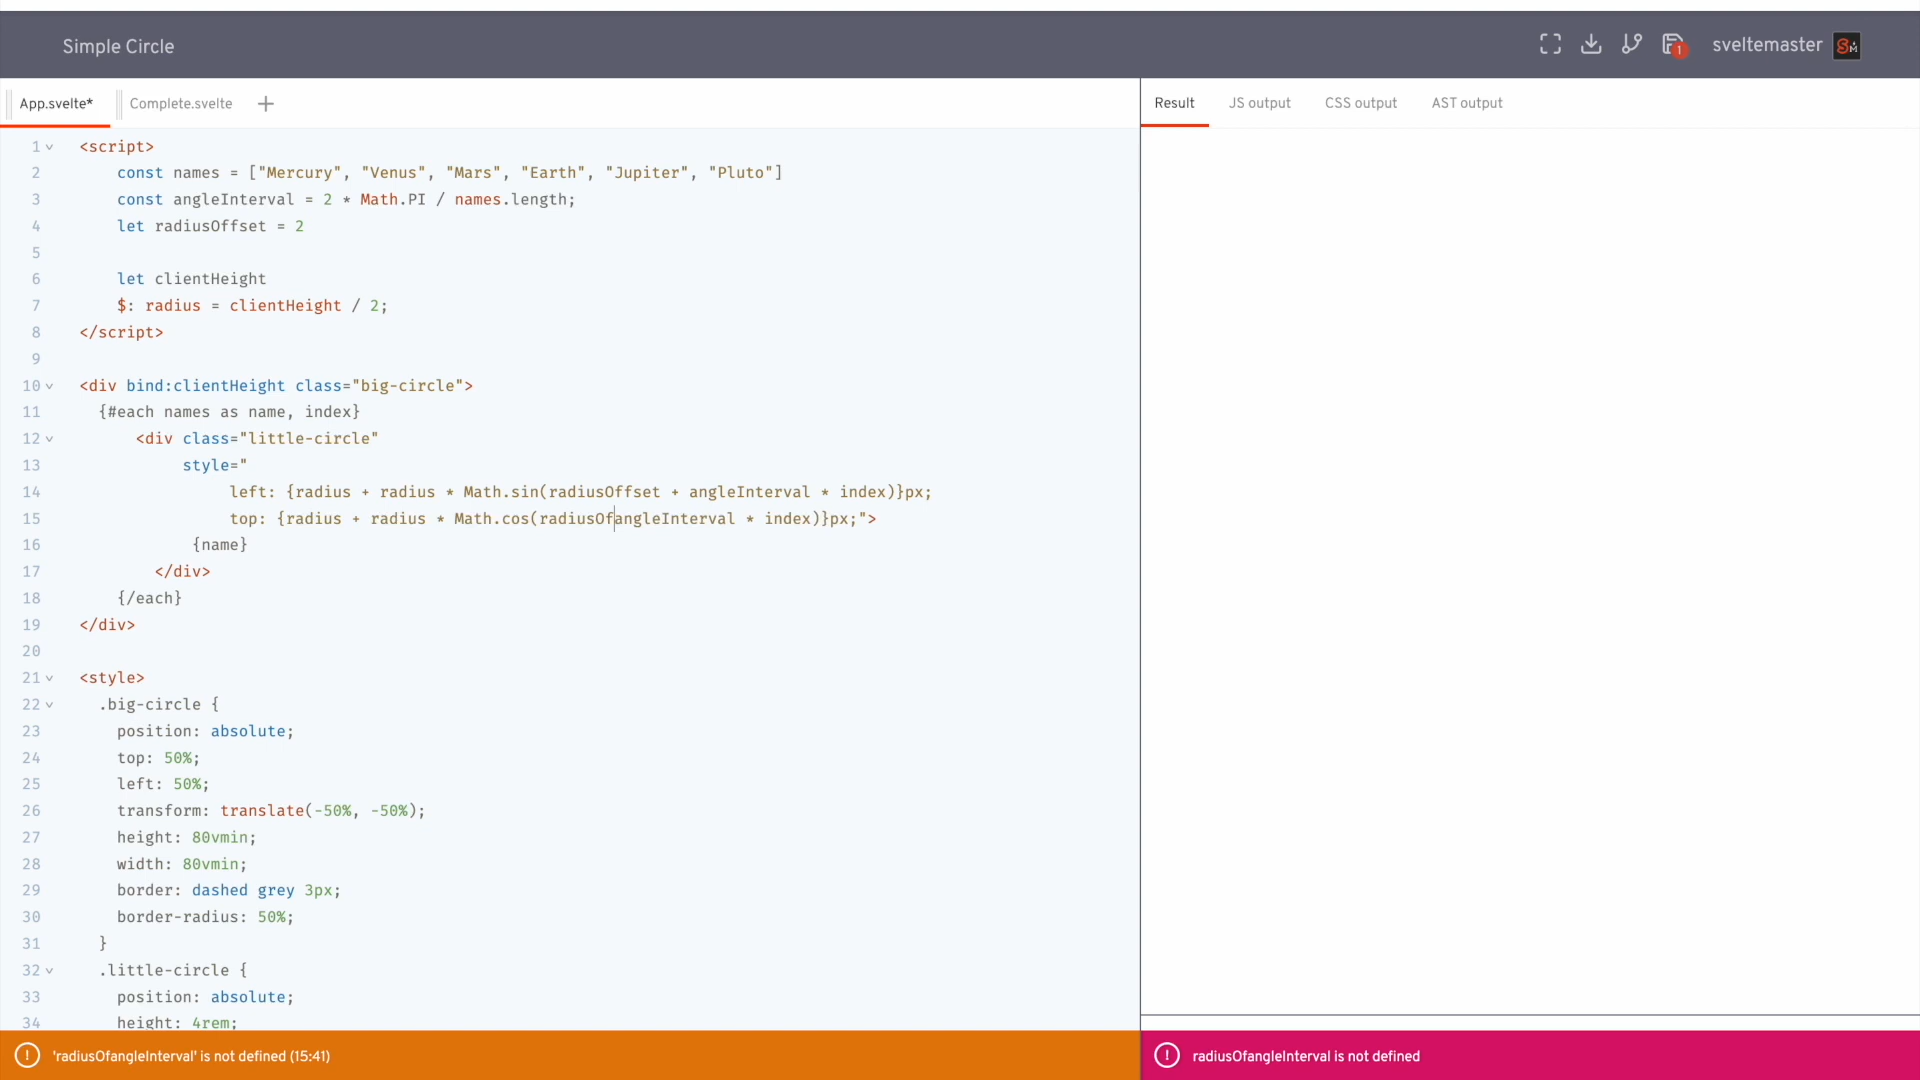 Simple Circle
1
sveltemaster
App.svelte*
Complete.svelte
Result
JS output
CSS output
AST output
1 <script>
2 const names = ["Mercury", "Venus", "Mars", "Earth", "Jupiter", "Pluto"]
3 const angleInterval = 2 * Math.PI / names.length;
4 let radiusOffset = 2
5
6 let clientHeight
7 $: radius = clientHeight / 2;
8 </script>
9
10 <div bind:clientHeight class="big-circle">
11 {#each names as name, index}
12 <div class="little-circle"
13 style="
14 left: {radius + radius * Math.sin(radiusOffset + angleInterval * index)}px;
15 top: {radius + radius * Math.cos(radiusOfangleInterval * index)}px;">
16 {name}
17 </div>
18 {/each}
19 </div>
20
21 <style>
22 .big-circle {
23 position: absolute;
24 top: 50%;
25 left: 50%;
26 transform: translate(-50%, -50%);
27 height: 80vmin;
28 width: 80vmin;
29 border: dashed grey 3px;
30 border-radius: 50%;
31 }
32 .little-circle {
33 position: absolute;
34 height: 4rem;
! 'radiusOfangleInterval' is not defined (15:41)
! radiusOfangleInterval is not defined